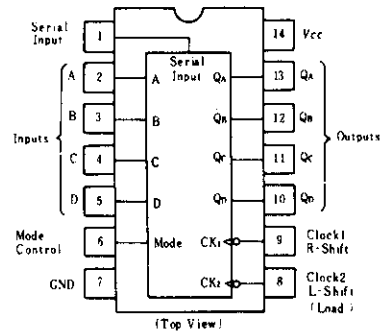 Serial
Input
1
14
Vcc
Serial
Input
Inputs
A
2
A
QA
13
QA
B
3
B
QB
12
QB
Outputs
C
4
C
QC
11
QC
D
5
D
QD
10
QD
Mode
Control
6
Mode
CK1
9
Clock1
R-Shift
GND
7
CK2
8
Clock2
L-Shift
(Load)
(Top View)